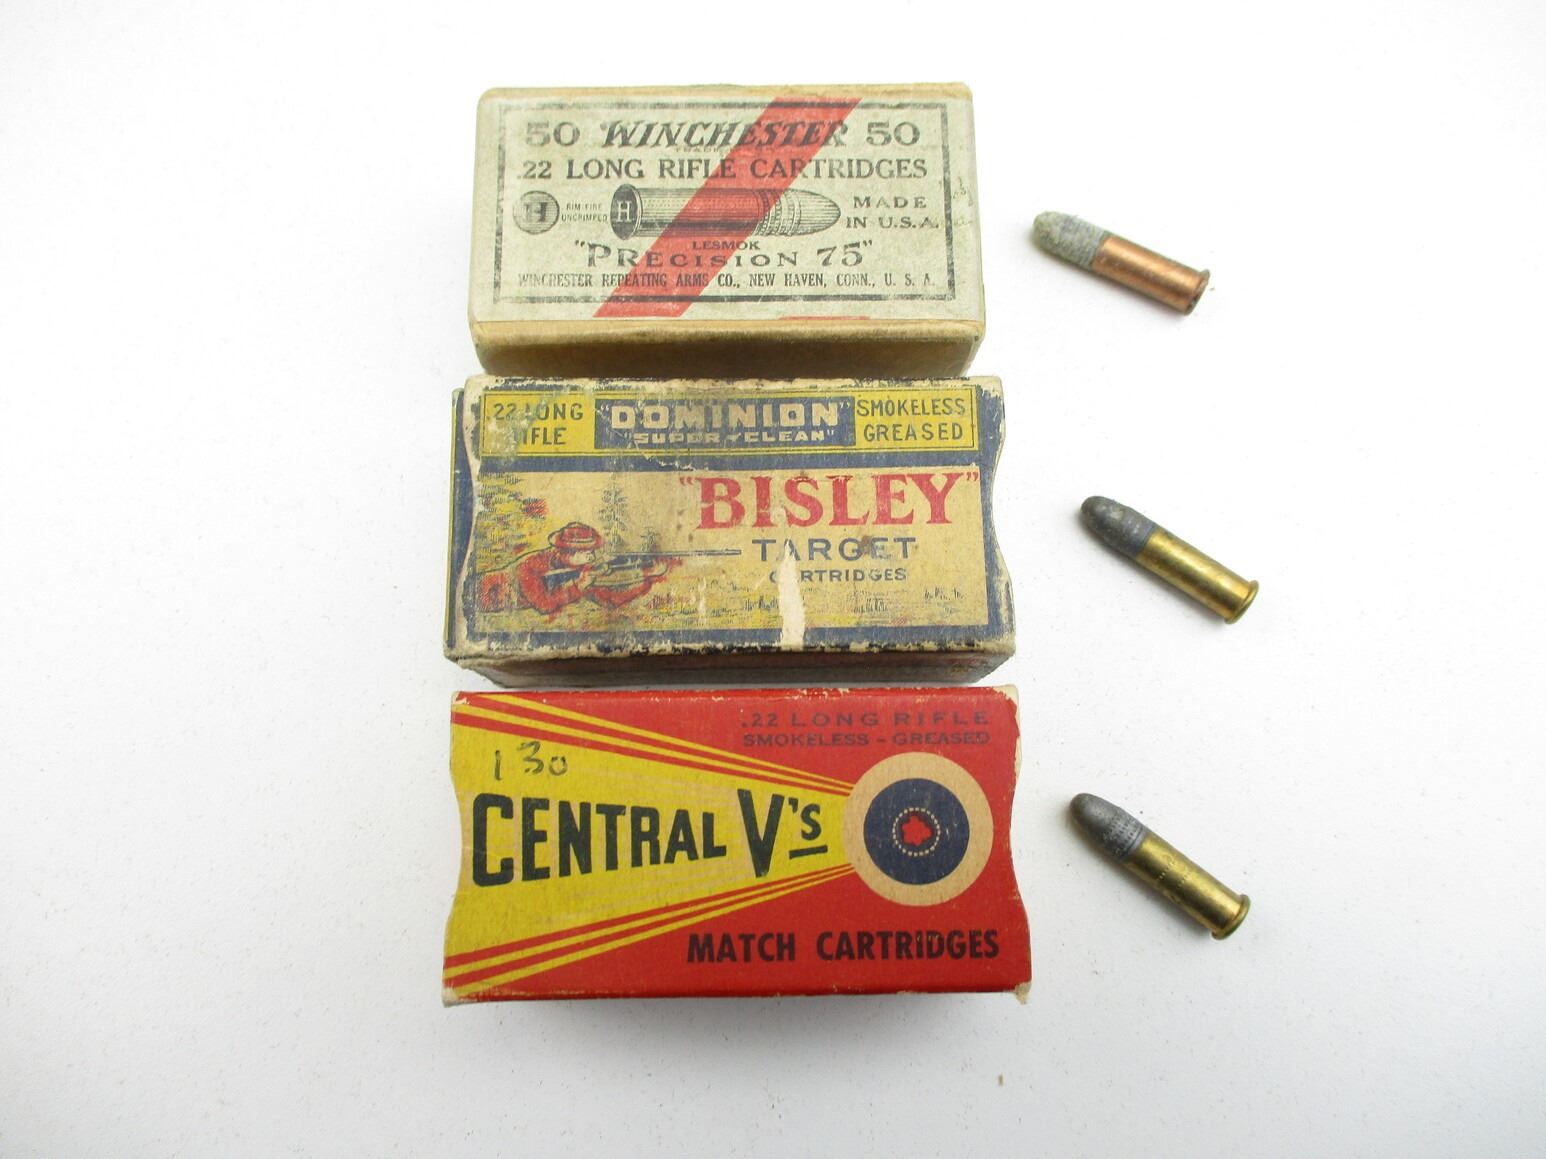 50 WINCHESTER 50
TRADE
.22 LONG RIFLE CARTRIDGES
H RIM-FIRE UNCRIMPED H MADE IN U.S.A.
LESMOK
"PRECISION 75"
WINCHESTER REPEATING ARMS CO., NEW HAVEN, CONN., U. S. A.
.22 LONG RIFLE
"DOMINION"
"SUPER-CLEAN"
SMOKELESS
GREASED
"BISLEY"
TARGET
CARTRIDGES
.22 LONG RIFLE
SMOKELESS - GREASED
130
CENTRAL V's
MATCH CARTRIDGES